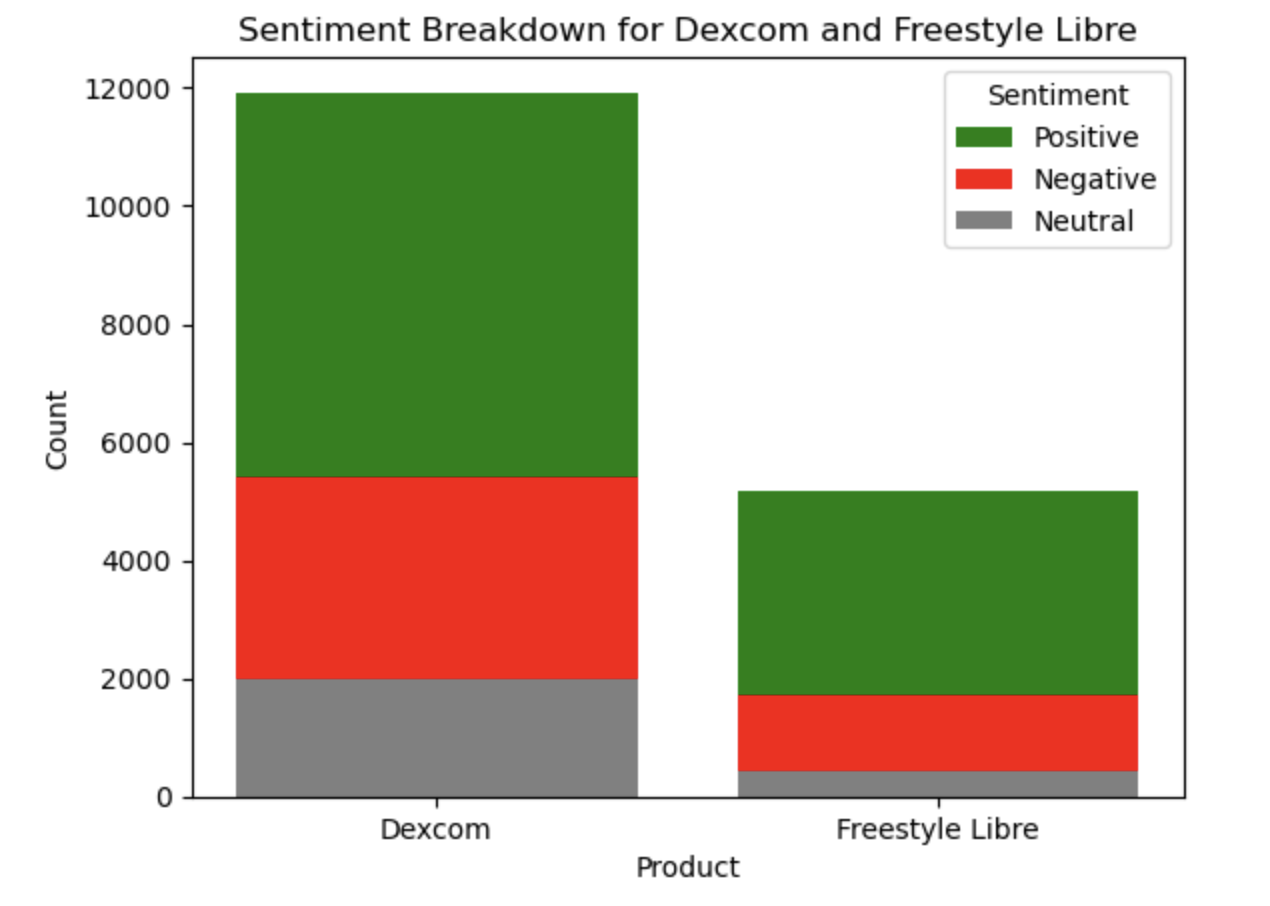 Sentiment Breakdown for Dexcom and Freestyle Libre
Sentiment
Positive
Negative
Neutral
12000
10000
8000
6000
4000
2000
0
Count
Dexcom
Freestyle Libre
Product